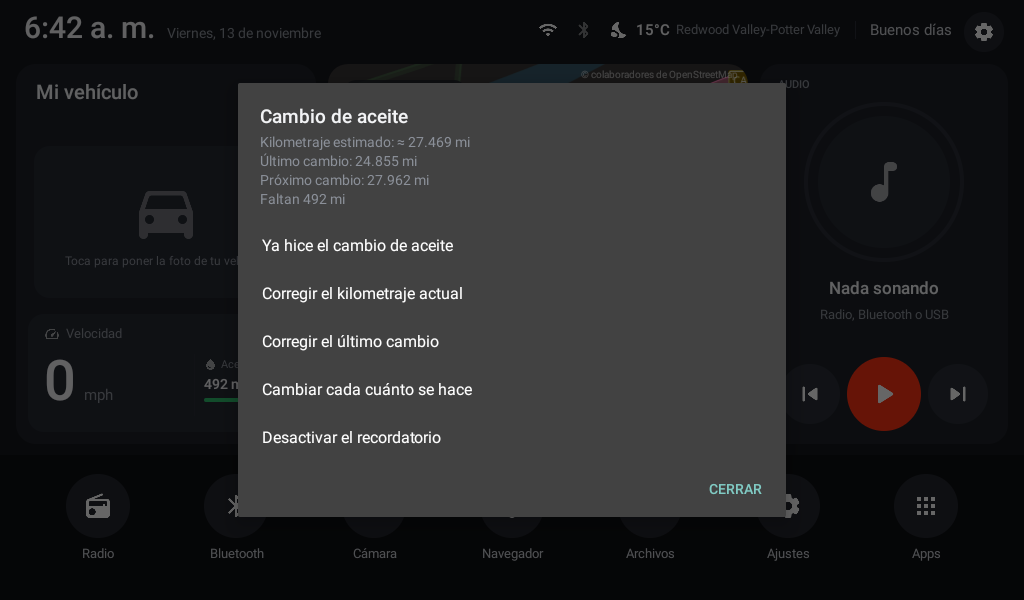 6:42 a. m.
Viernes, 13 de noviembre
15°C
Redwood Valley-Potter Valley
Buenos días
Mi vehículo
© colaboradores de OpenStreetMap
AUDIO
Cambio de aceite
Kilometraje estimado: ≈ 27.469 mi
Último cambio: 24.855 mi
Próximo cambio: 27.962 mi
Faltan 492 mi
Ya hice el cambio de aceite
Corregir el kilometraje actual
Corregir el último cambio
Cambiar cada cuánto se hace
Desactivar el recordatorio
CERRAR
Toca para poner la foto de tu
Velocidad
0
mph
492
Nada sonando
Radio, Bluetooth o USB
Radio
Bluetooth
Cámara
Navegador
Archivos
Ajustes
Apps